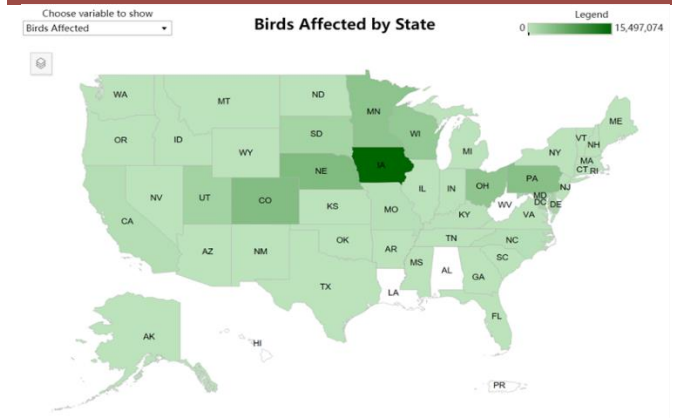 Choose variable to show
Birds Affected
Birds Affected by State
Legend
0
15,497,074
WA
MT
ND
MN
ME
OR
ID
SD
WI
VT
NH
WY
MI
NY
MA
CT RI
IA
NE
PA
NJ
NV
UT
CO
IL
IN
OH
MD
DC
DE
WV
VA
CA
KS
MO
KY
AZ
NM
OK
AR
TN
NC
SC
MS
AL
GA
TX
LA
FL
AK
HI
PR